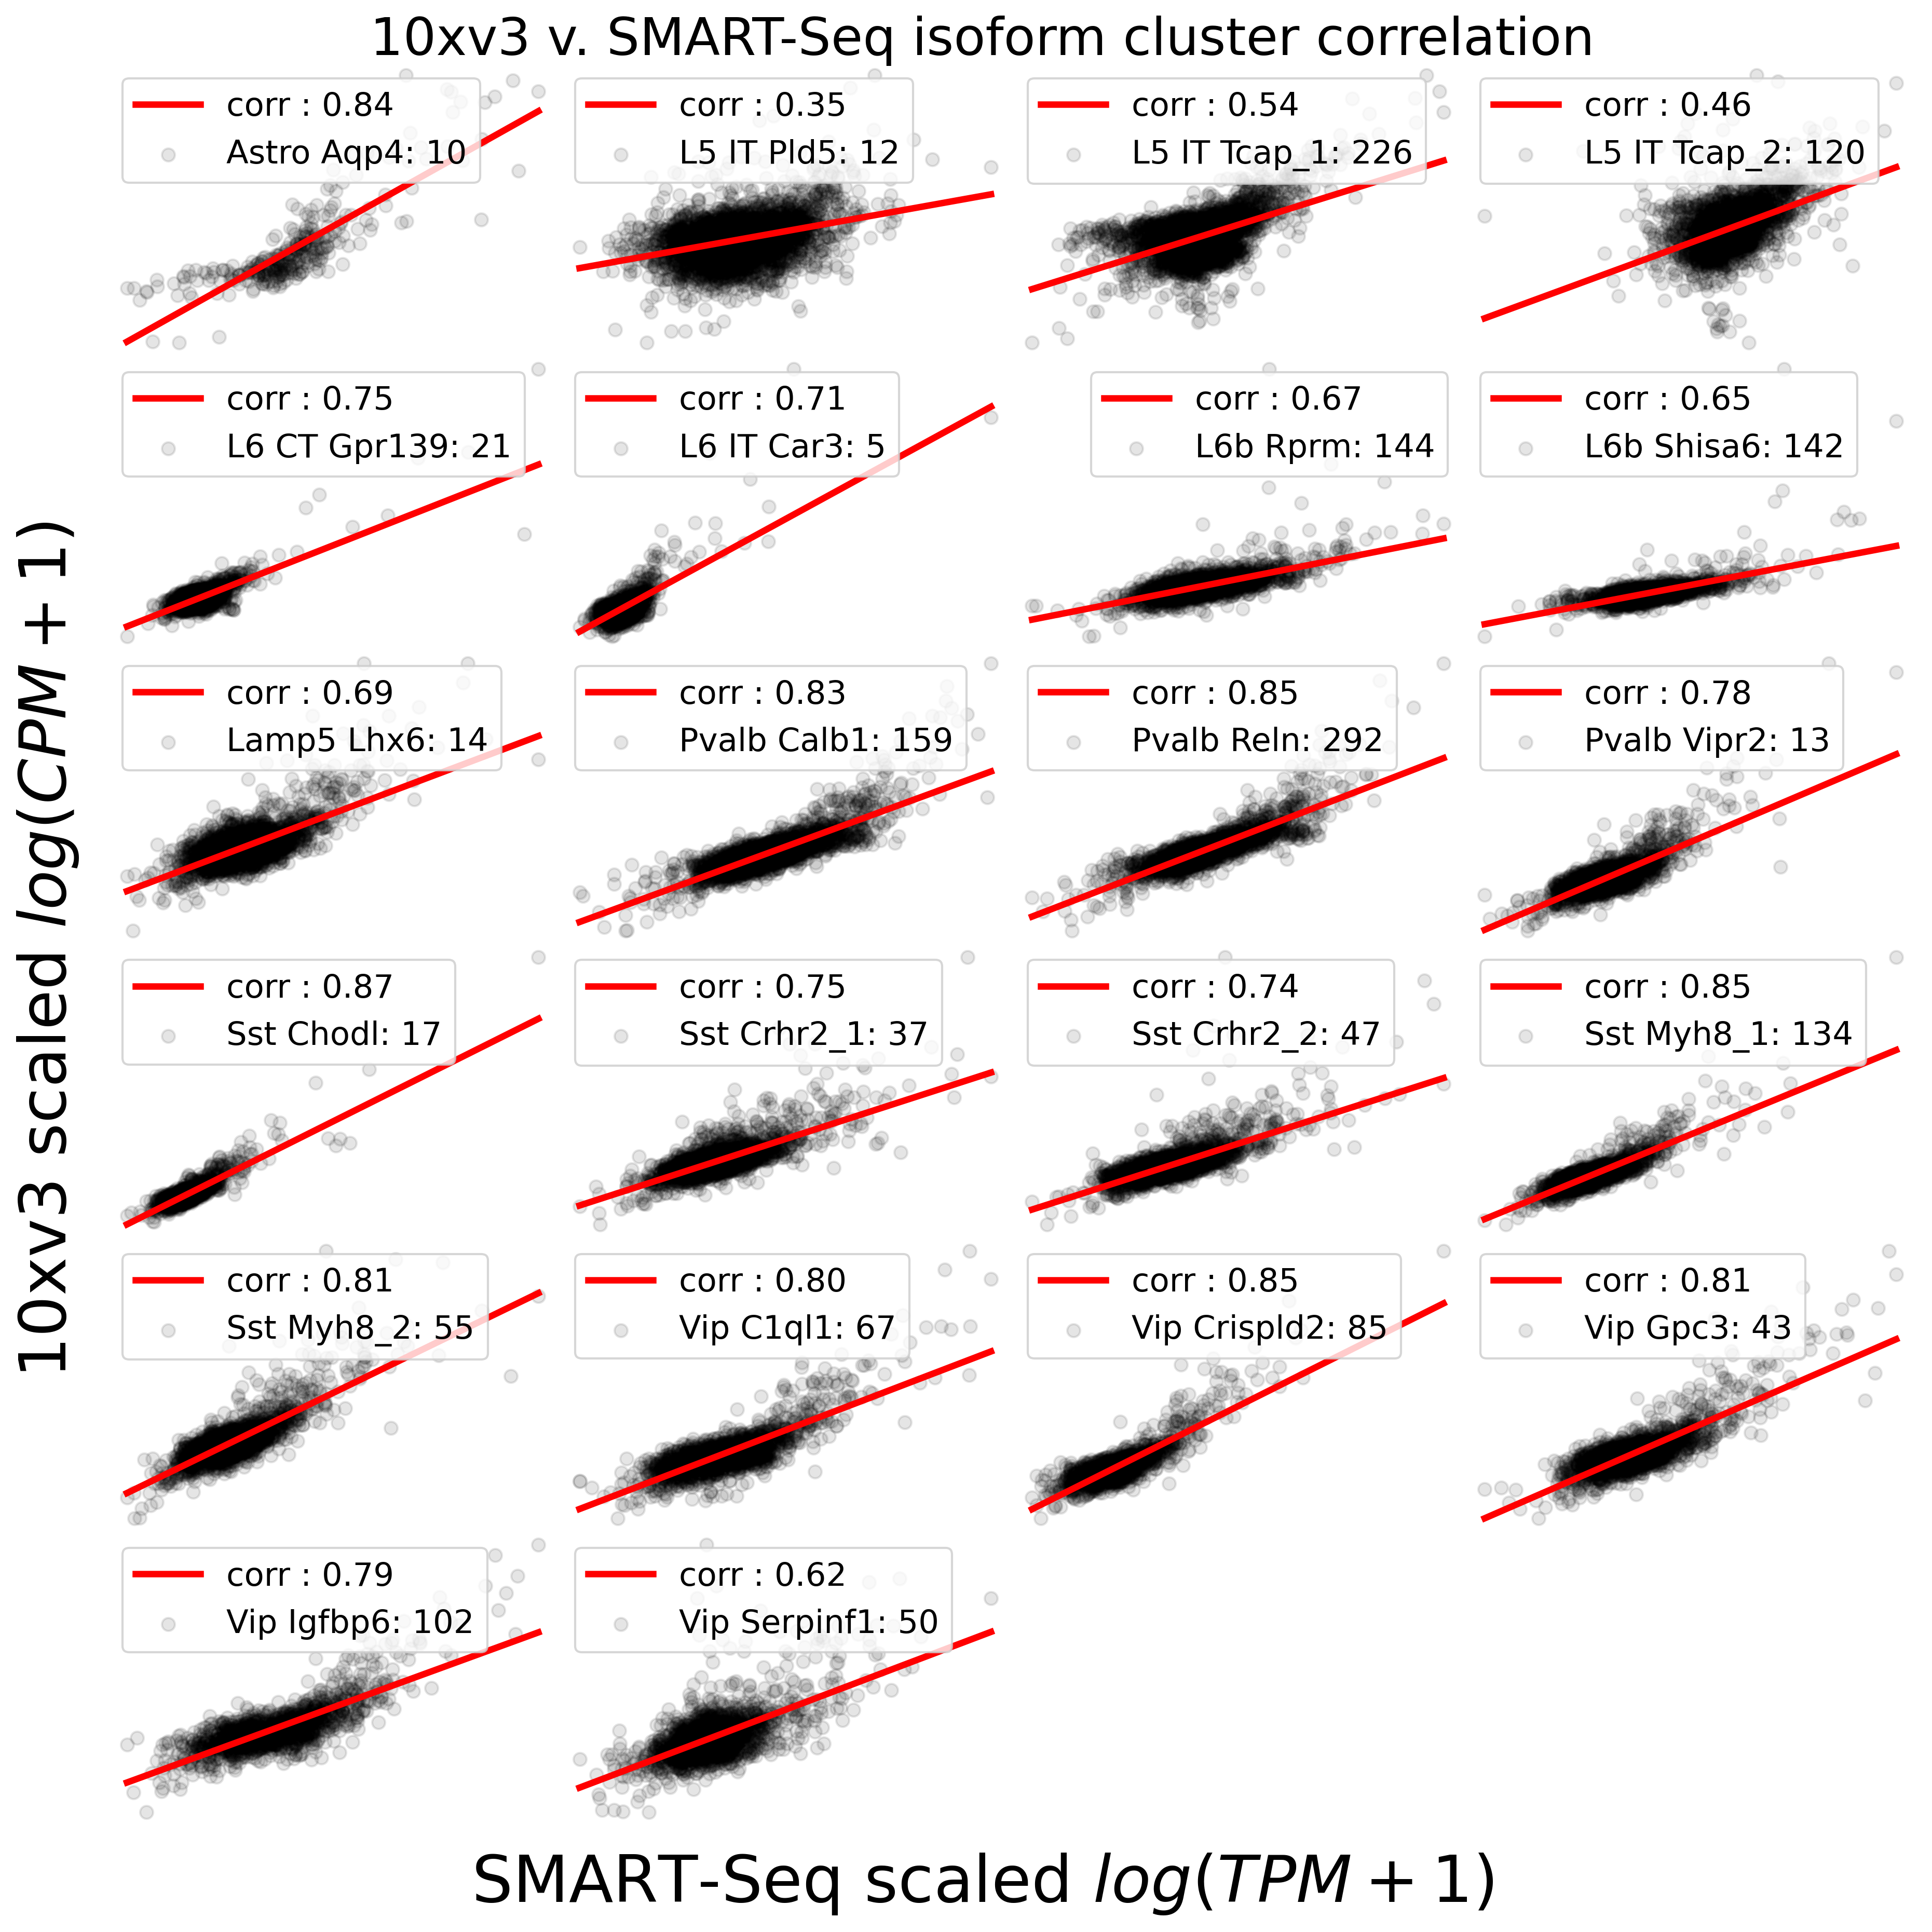 10xv3 v. SMART-Seq isoform cluster correlation
10xv3 scaled log(CPM + 1)
corr : 0.84
Astro Aqp4: 10
corr : 0.35
L5 IT Pld5: 12
corr : 0.54
L5 IT Tcap_1: 226
corr : 0.46
L5 IT Tcap_2: 120
corr : 0.75
L6 CT Gpr139: 21
corr : 0.71
L6 IT Car3: 5
corr : 0.67
L6b Rprm: 144
corr : 0.65
L6b Shisa6: 142
corr : 0.69
Lamp5 Lhx6: 14
corr : 0.83
Pvalb Calb1: 159
corr : 0.85
Pvalb Reln: 292
corr : 0.78
Pvalb Vipr2: 13
corr : 0.87
Sst Chodl: 17
corr : 0.75
Sst Crhr2_1: 37
corr : 0.74
Sst Crhr2_2: 47
corr : 0.85
Sst Myh8_1: 134
corr : 0.81
Sst Myh8_2: 55
corr : 0.80
Vip C1ql1: 67
corr : 0.85
Vip Crispld2: 85
corr : 0.81
Vip Gpc3: 43
corr : 0.79
Vip Igfbp6: 102
corr : 0.62
Vip Serpinf1: 50
SMART-Seq scaled log(TPM + 1)